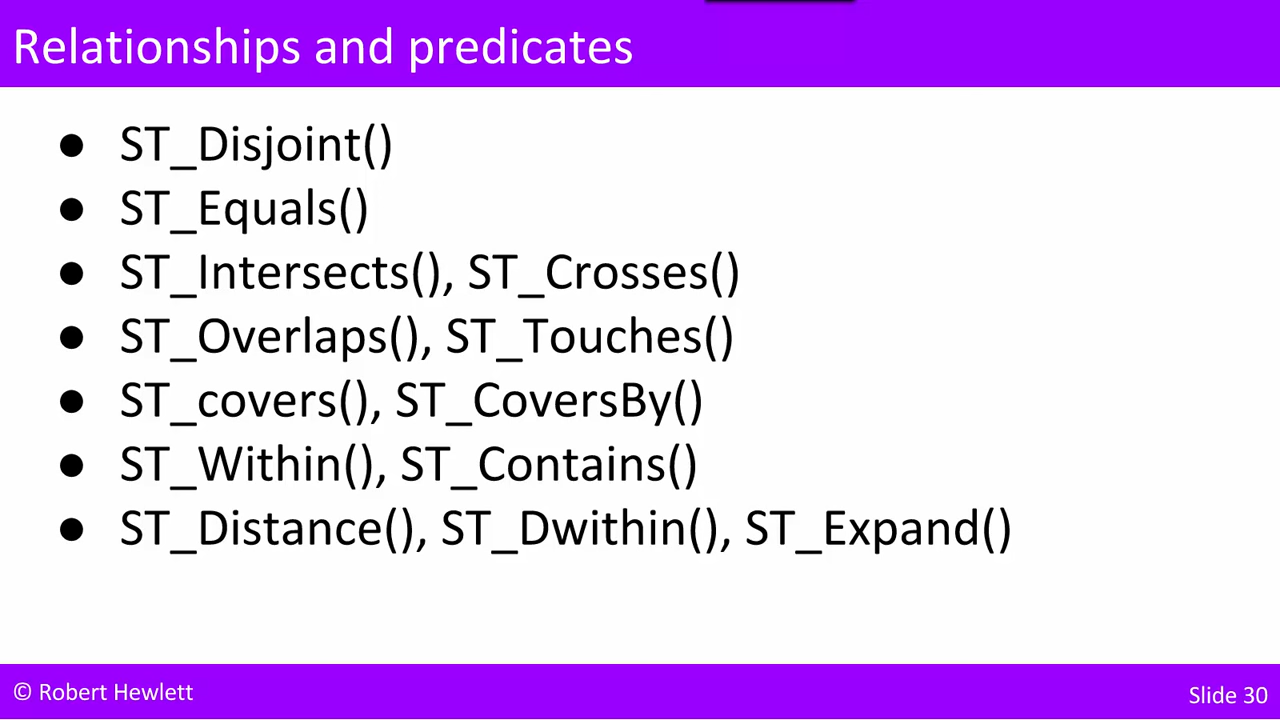 Relationships and predicates
● ST_Disjoint()
● ST_Equals()
● ST_Intersects(), ST_Crosses()
● ST_Overlaps(), ST_Touches()
● ST_covers(), ST_CoversBy()
● ST_Within(), ST_Contains()
● ST_Distance(), ST_Dwithin(), ST_Expand()
© Robert Hewlett
Slide 30